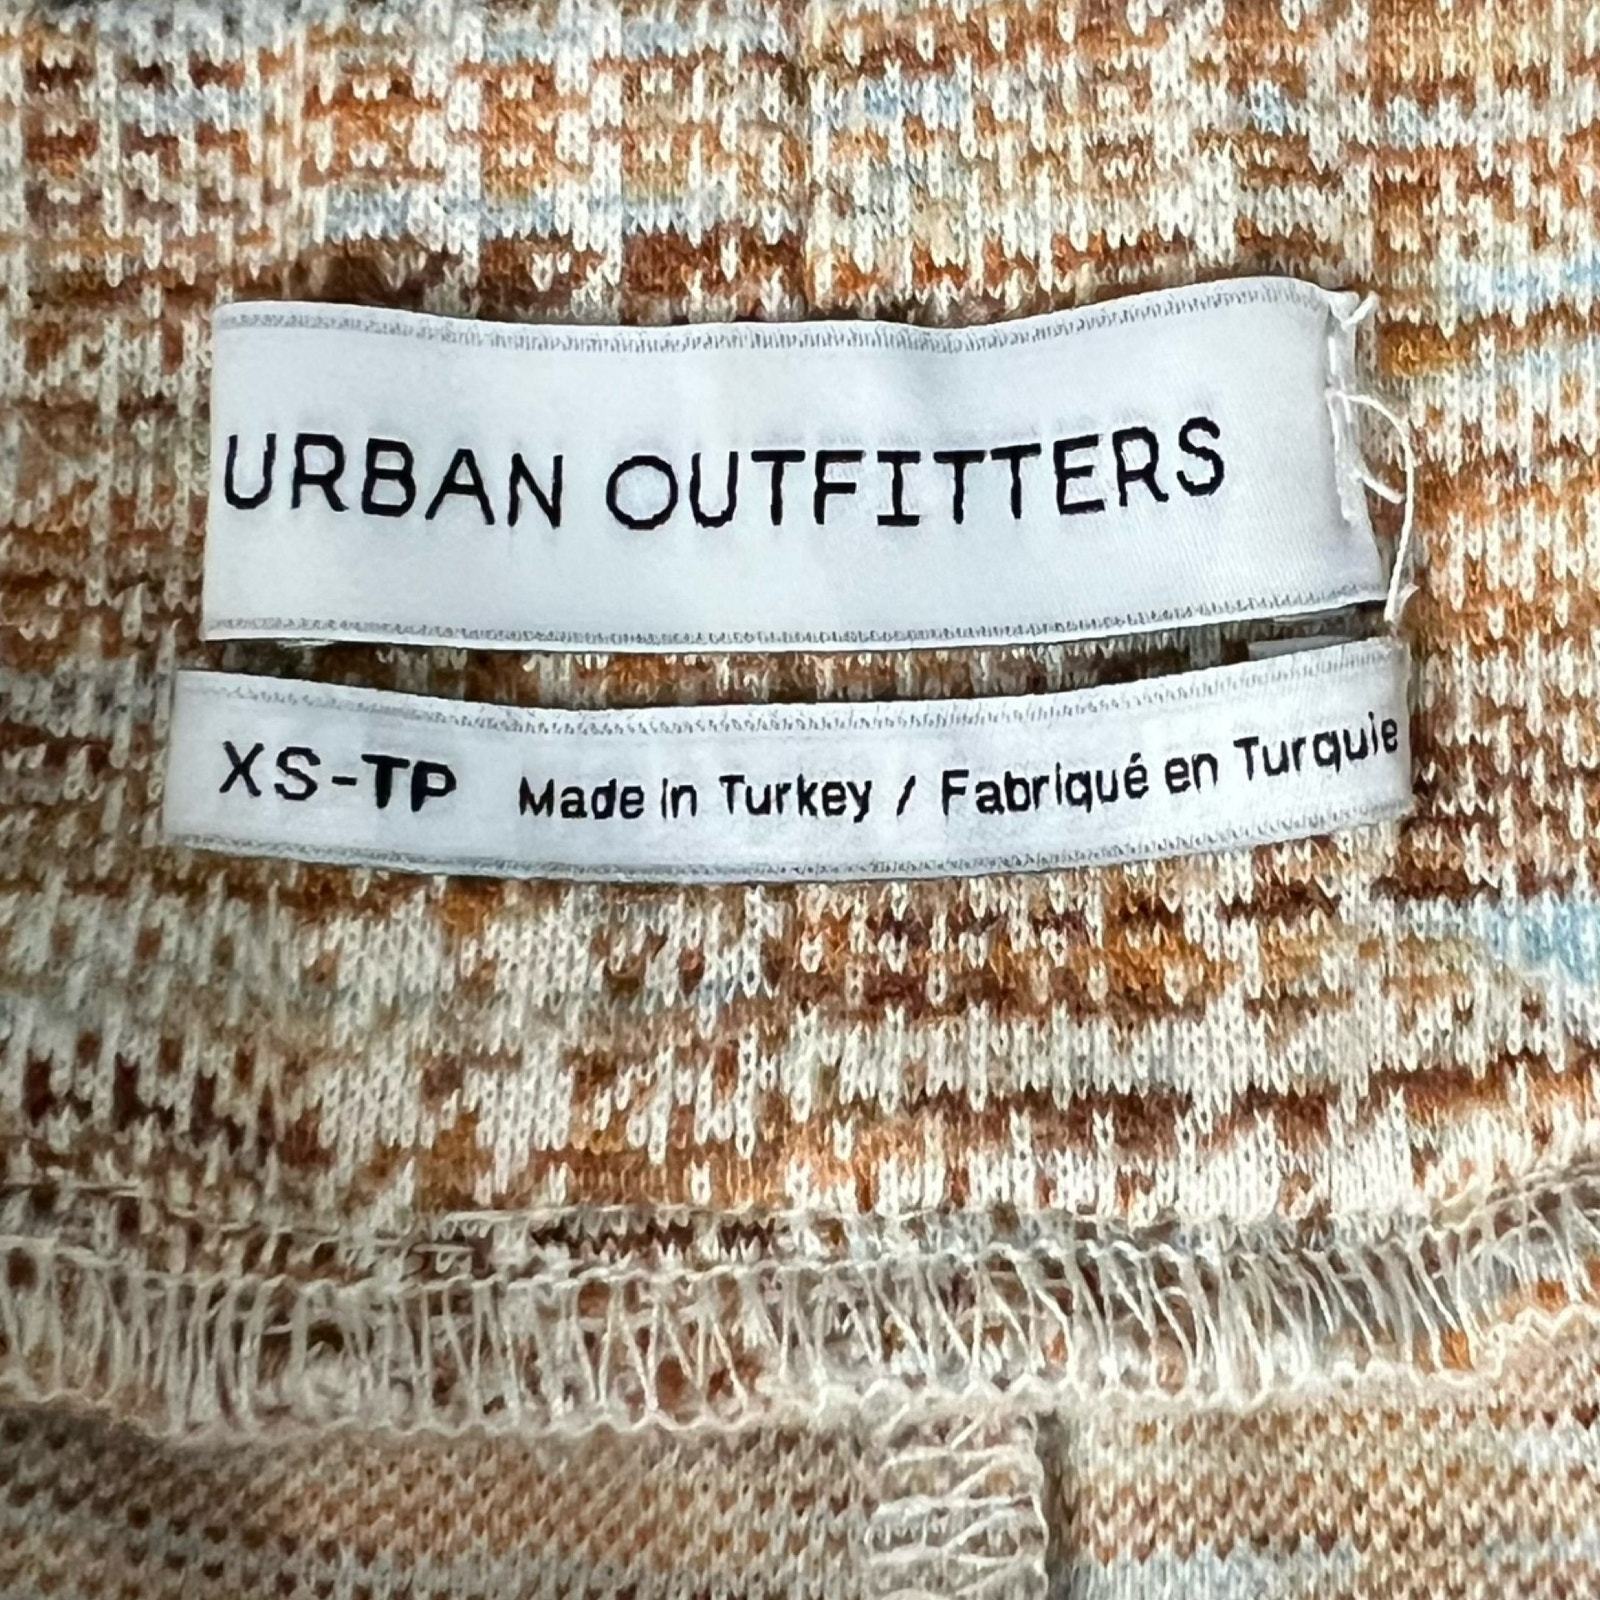 URBAN OUTFITTERS
XS-TP Made in Turkey / Fabriqué en Turquie